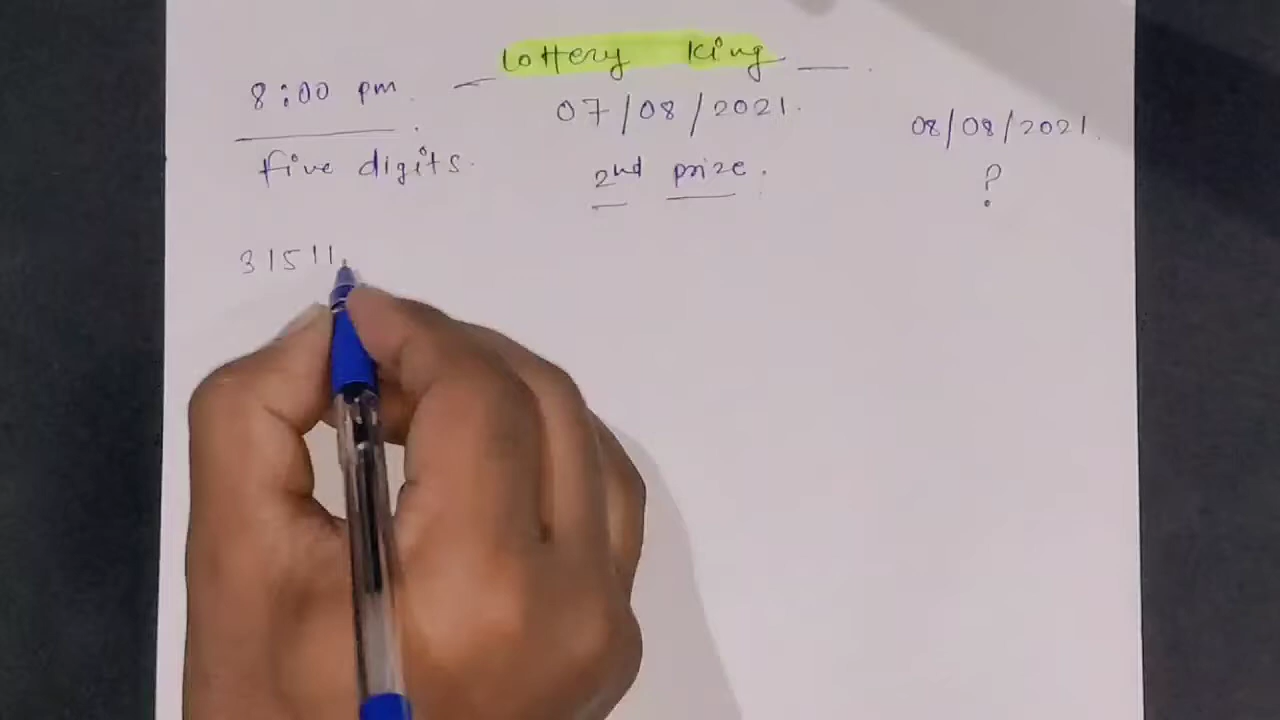 — Lottery King — .
8:00 pm.
07/08/2021.
08/08/2021.
five digits.
2nd prize.
?
31511